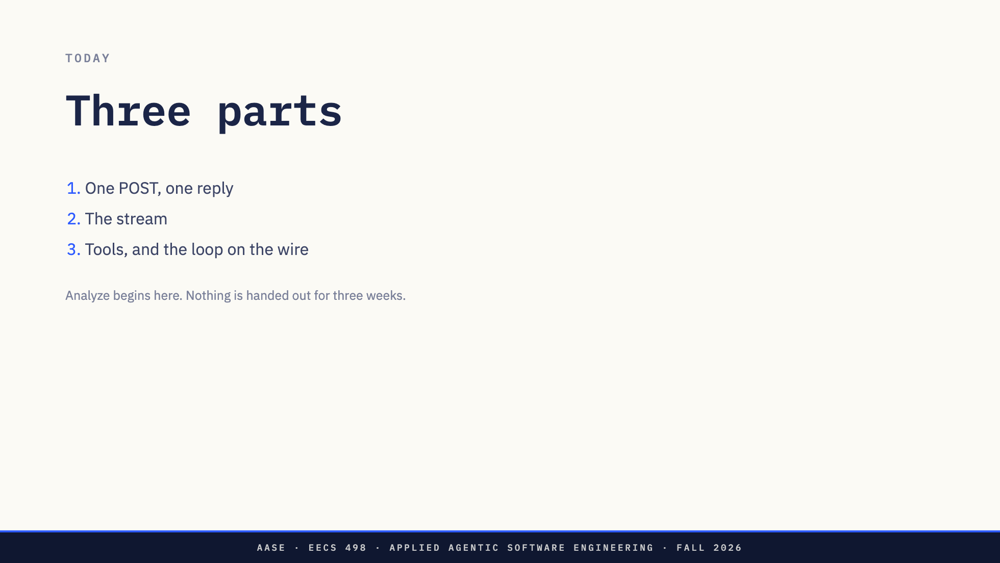 TODAY
Three parts
1. One POST, one reply
2. The stream
3. Tools, and the loop on the wire
Analyze begins here. Nothing is handed out for three weeks.
AASE · EECS 498 · APPLIED AGENTIC SOFTWARE ENGINEERING · FALL 2026